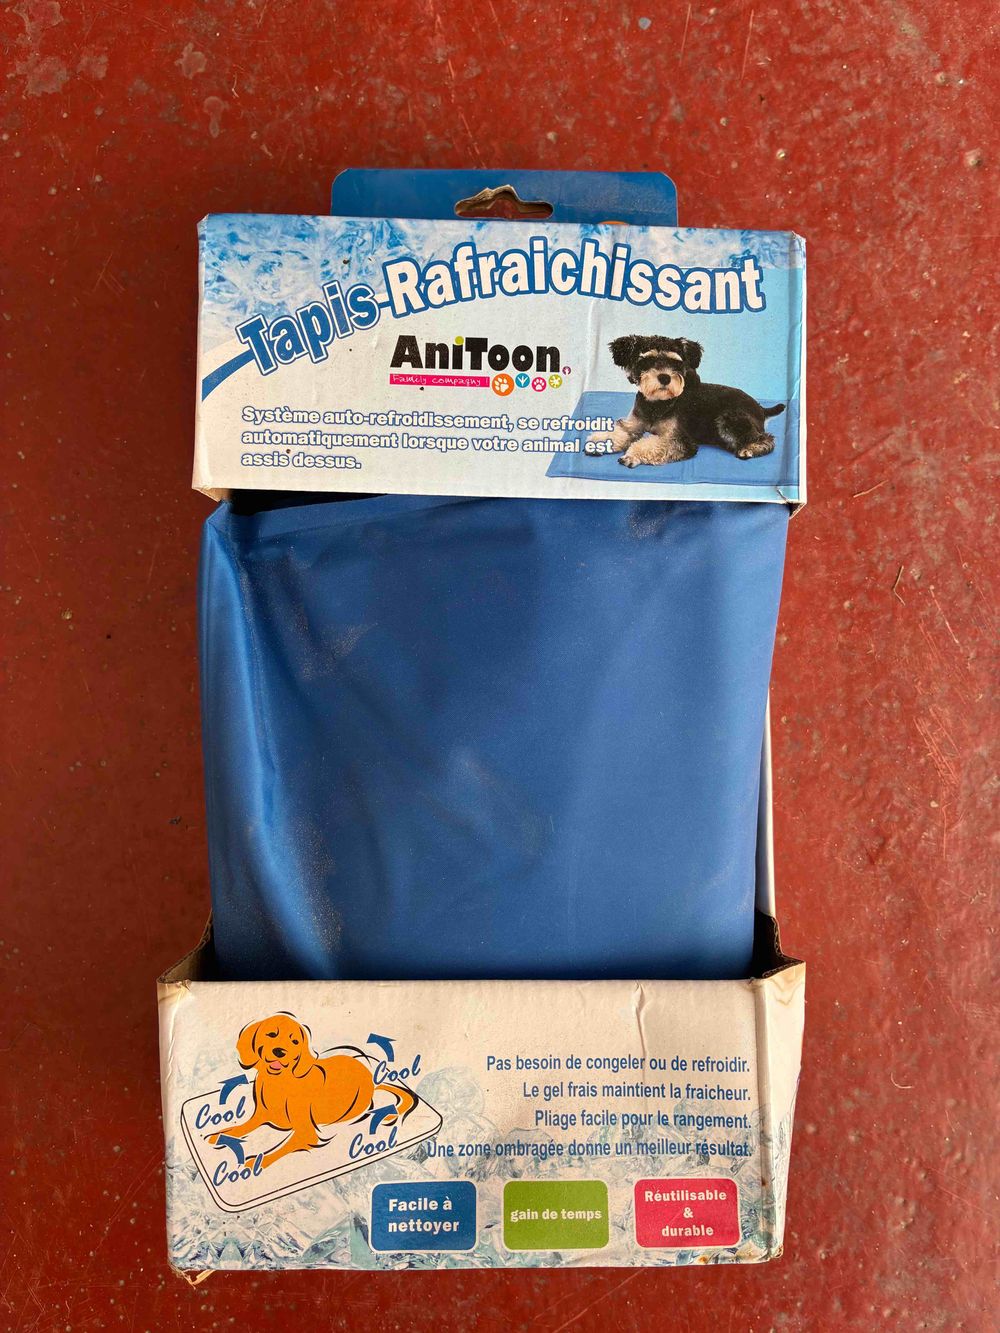 Tapis-Rafraichissant
AniToon
Family compagny !
Système auto-refroidissement, se refroidit
automatiquement lorsque votre animal est
assis dessus.
Cool
Cool
Cool
Cool
Pas besoin de congeler ou de refroidir.
Le gel frais maintient la fraicheur.
Pliage facile pour le rangement.
Une zone ombragée donne un meilleur résultat.
Facile à
nettoyer
gain de temps
Réutilisable
&
durable